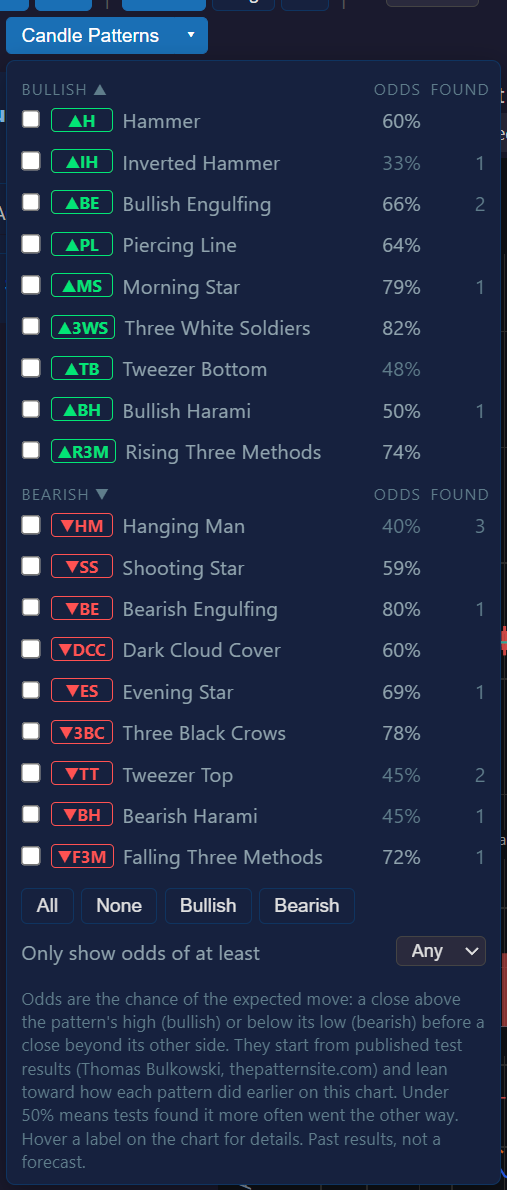 Candle Patterns ▼
BULLISH ▲ ODDS FOUND
▲H Hammer 60%
▲IH Inverted Hammer 33% 1
▲BE Bullish Engulfing 66% 2
▲PL Piercing Line 64%
▲MS Morning Star 79% 1
▲3WS Three White Soldiers 82%
▲TB Tweezer Bottom 48%
▲BH Bullish Harami 50% 1
▲R3M Rising Three Methods 74%
BEARISH ▼ ODDS FOUND
▼HM Hanging Man 40% 3
▼SS Shooting Star 59%
▼BE Bearish Engulfing 80% 1
▼DCC Dark Cloud Cover 60%
▼ES Evening Star 69% 1
▼3BC Three Black Crows 78%
▼TT Tweezer Top 45% 2
▼BH Bearish Harami 45% 1
▼F3M Falling Three Methods 72% 1
All None Bullish Bearish
Only show odds of at least Any
Odds are the chance of the expected move: a close above
the pattern's high (bullish) or below its low (bearish) before a
close beyond its other side. They start from published test
results (Thomas Bulkowski, thepatternsite.com) and lean
toward how each pattern did earlier on this chart. Under
50% means tests found it more often went the other way.
Hover a label on the chart for details. Past results, not a
forecast.